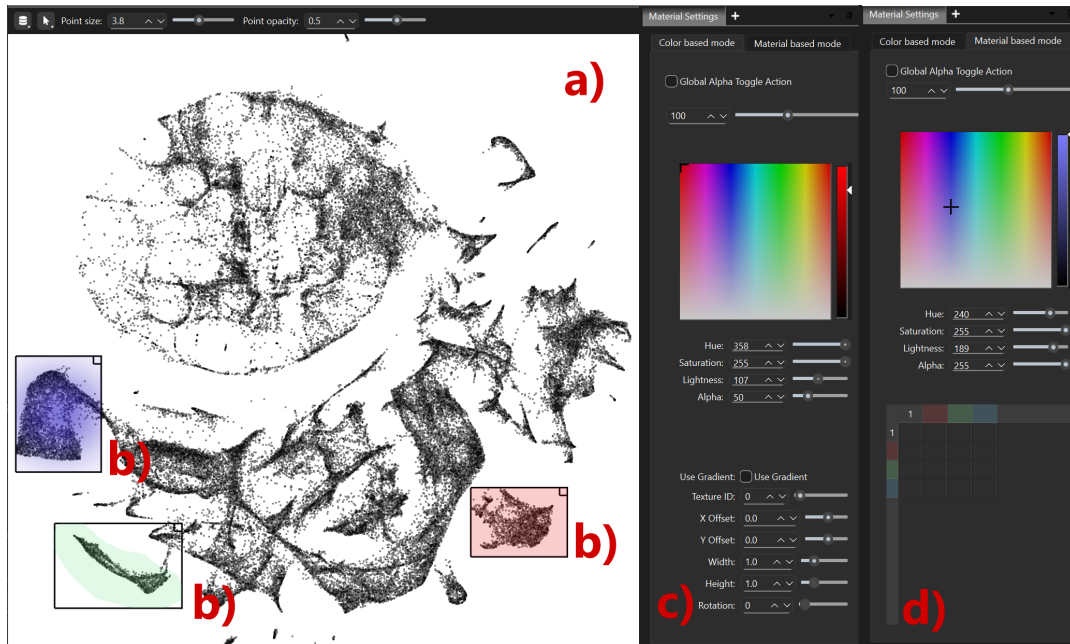 Point size: 3.8 Point opacity: 0.5
a)
b)
b)
b)
Material Settings +
Color based mode Material based mode
Global Alpha Toggle Action
100
Hue: 358
Saturation: 255
Lightness: 107
Alpha: 50
Use Gradient: Use Gradient
Texture ID: 0
X Offset: 0.0
Y Offset: 0.0
Width: 1.0
Height: 1.0
Rotation: 0
c)
Material Settings +
Color based mode Material based mode
Global Alpha Toggle Action
100
Hue: 240
Saturation: 255
Lightness: 189
Alpha: 255
1
1
d)